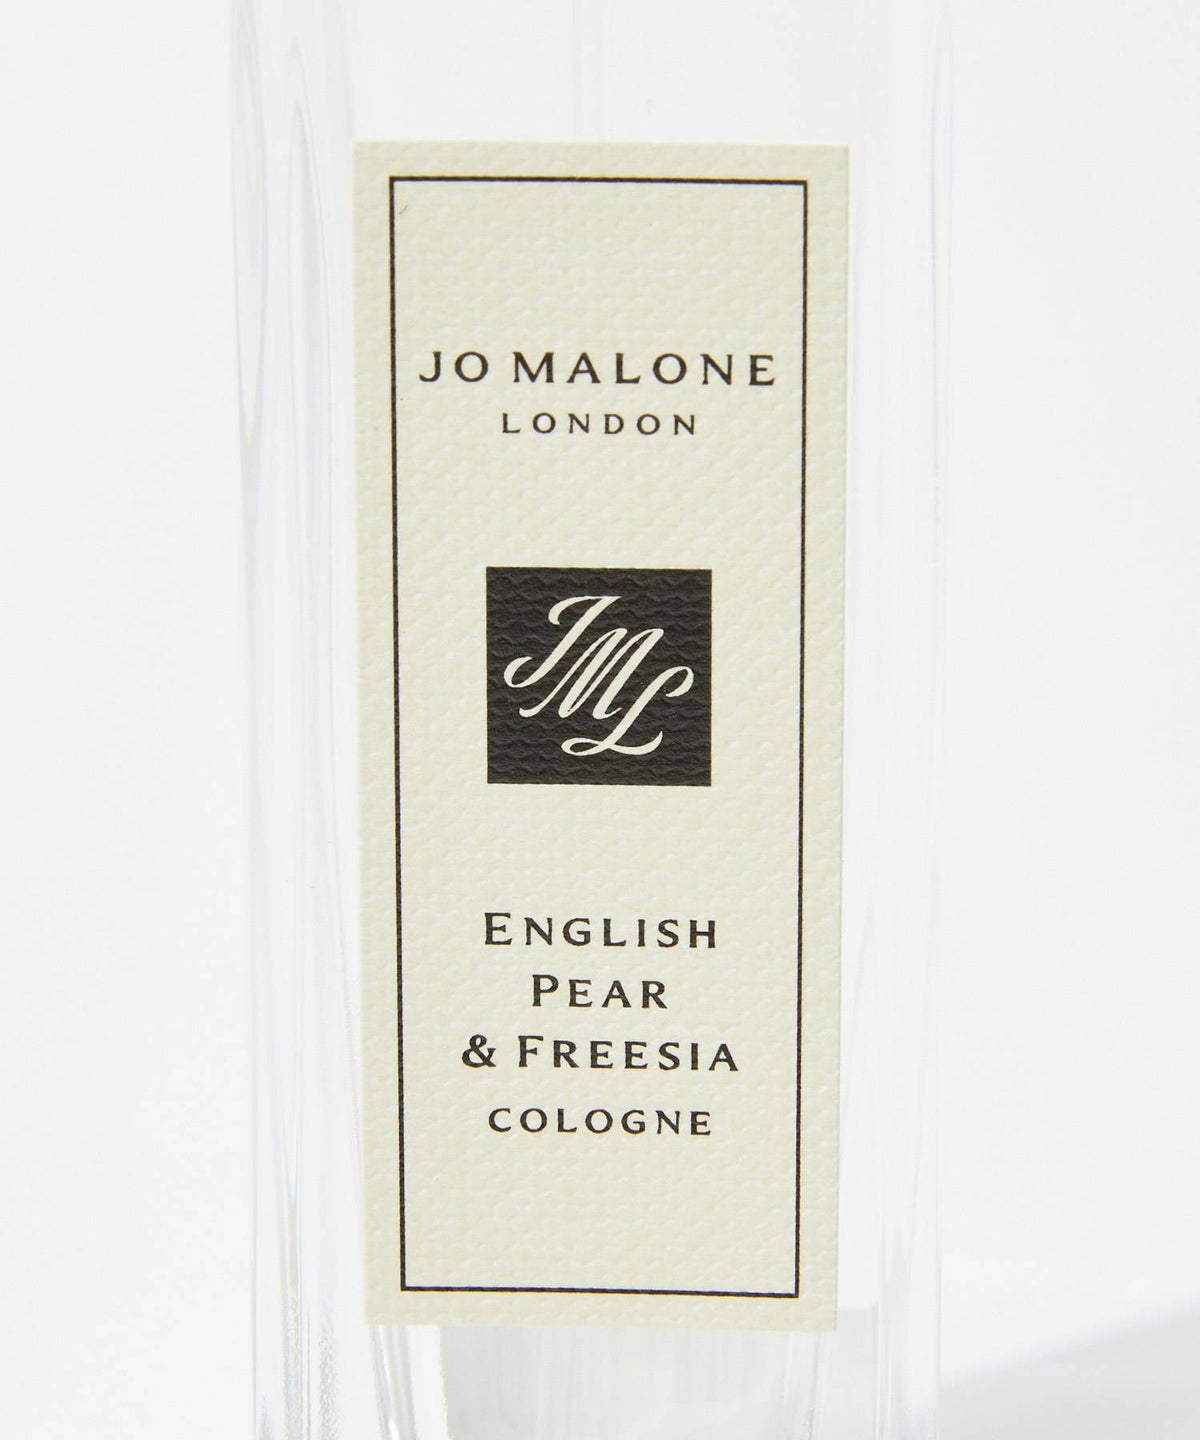 JO MALONE
LONDON
JML
ENGLISH
PEAR
& FREESIA
COLOGNE